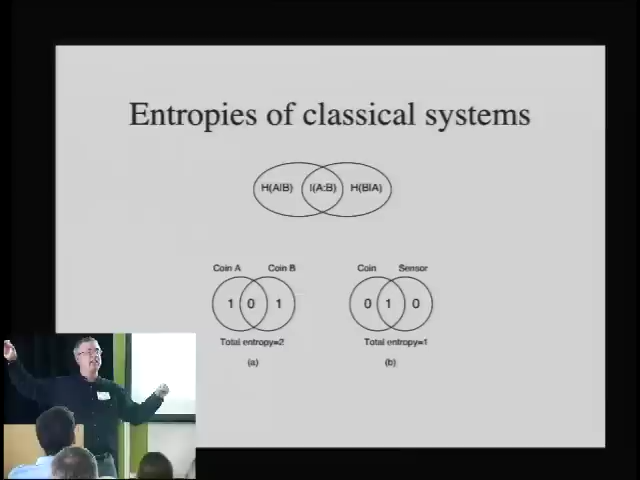 Entropies of classical systems
H(A|B) I(A:B) H(B|A)
Coin A Coin B Coin Sensor
1 0 1 0 1 0
Total entropy=2 Total entropy=1
(a) (b)